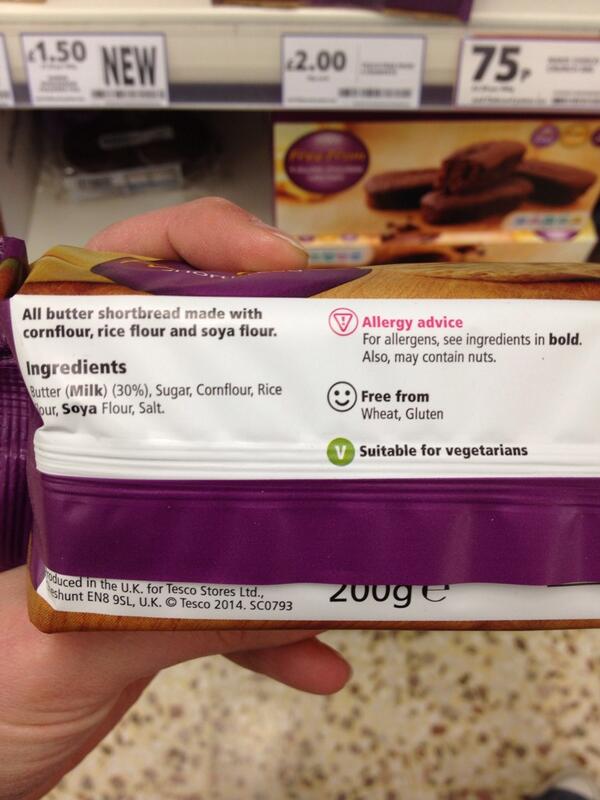 £1.50 NEW
£2.00
75p
Free From
All butter shortbread made with
cornflour, rice flour and soya flour.
Ingredients
Butter (Milk) (30%), Sugar, Cornflour, Rice
lour, Soya Flour, Salt.
Allergy advice
For allergens, see ingredients in bold.
Also, may contain nuts.
Free from
Wheat, Gluten
V Suitable for vegetarians
roduced in the U.K. for Tesco Stores Ltd.,
eshunt EN8 9SL, U.K. © Tesco 2014. SC0793
200g e